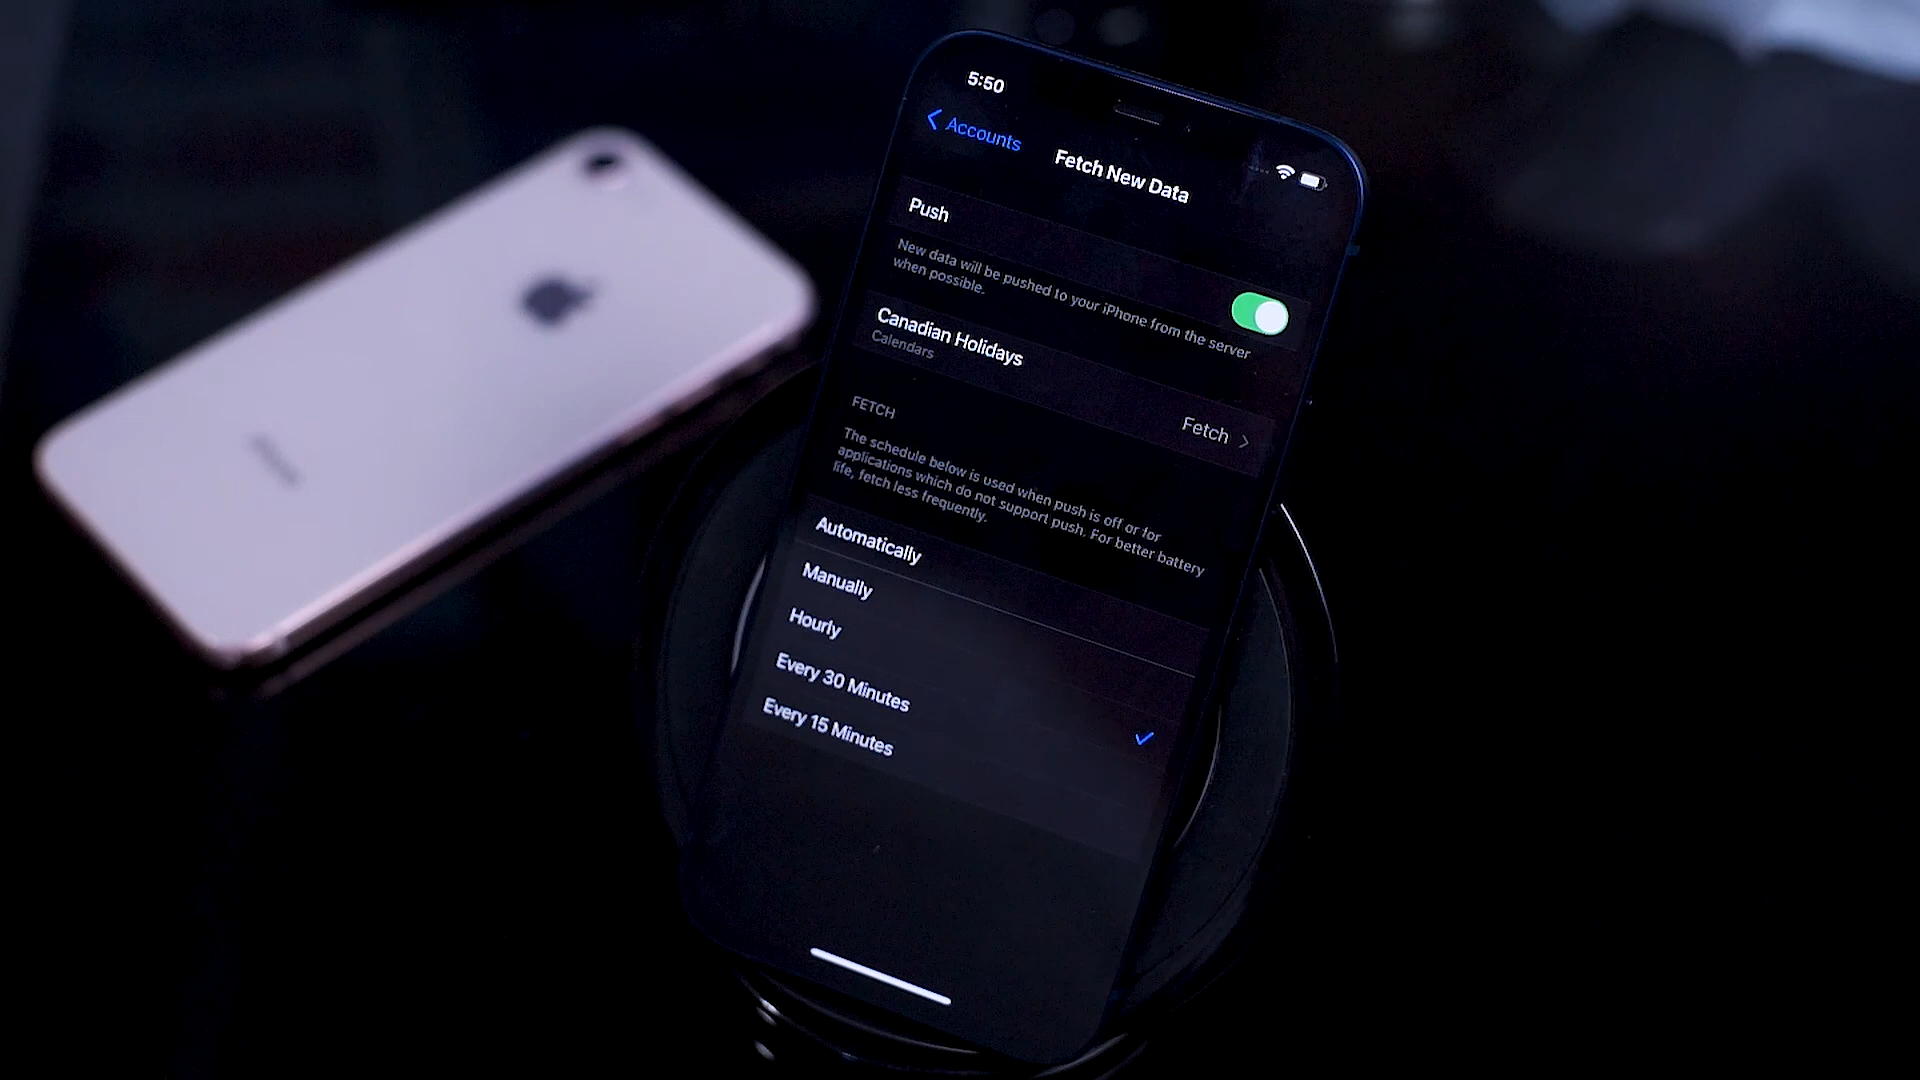 5:50
Accounts
Fetch New Data
Push
New data will be pushed to your iPhone from the server
when possible.
Canadian Holidays
Calendars
Fetch
FETCH
The schedule below is used when push is off or for
applications which do not support push. For better battery
life, fetch less frequently.
Automatically
Manually
Hourly
Every 30 Minutes
Every 15 Minutes